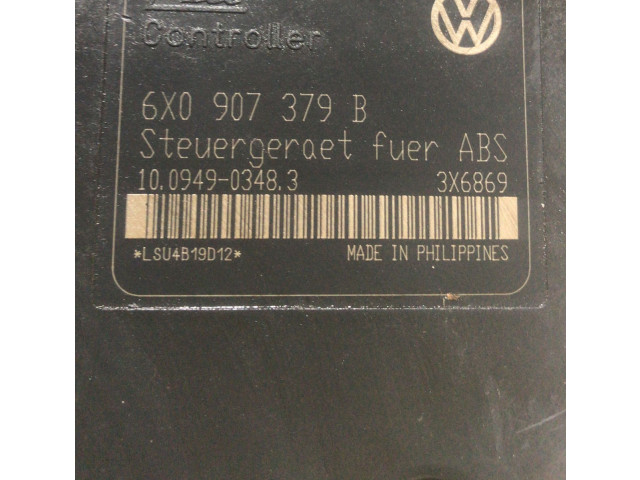 Controller
6X0 907 379 B
Steuergeraet fuer ABS
10.0949-0348.3 3X6869
*LSU4B19D12* MADE IN PHILIPPINES